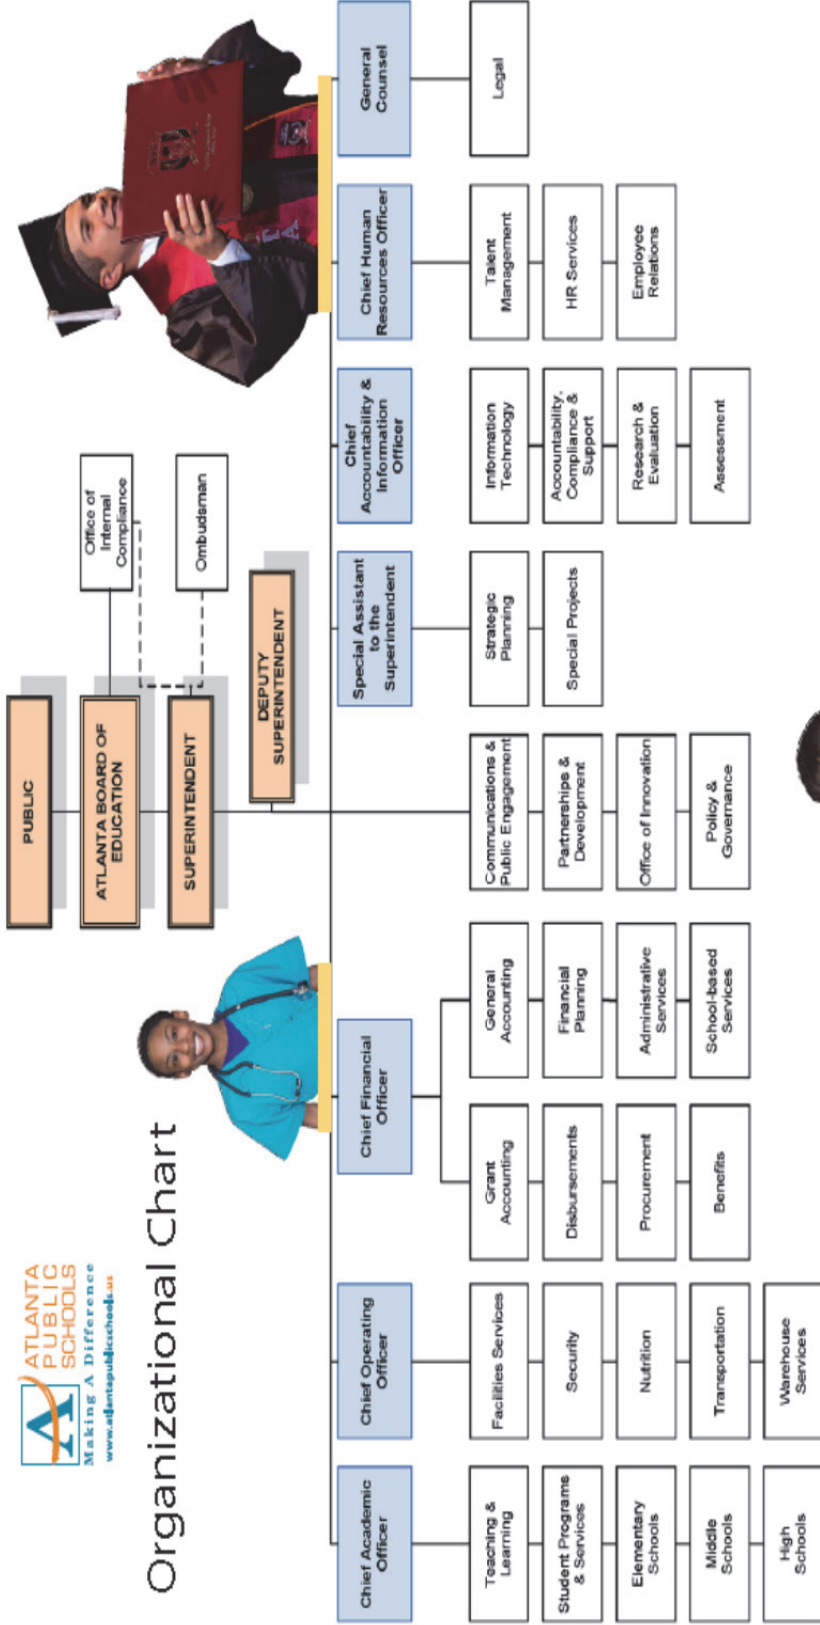 ATLANTA
PUBLIC
SCHOOLS
Making A Difference
www.atlantapublicschools.us
Organizational Chart
PUBLIC
ATLANTA BOARD OF
EDUCATION
SUPERINTENDENT
DEPUTY
SUPERINTENDENT
Office of
Internal
Compliance
Ombudsman
Chief Academic
Officer
Teaching &
Learning
Student Programs
& Services
Elementary
Schools
Middle
Schools
High
Schools
Chief Operating
Officer
Facilities Services
Security
Nutrition
Transportation
Warehouse
Services
Chief Financial
Officer
Grant
Accounting
Disbursements
Procurement
Benefits
General
Accounting
Financial
Planning
Administrative
Services
School-based
Services
Communications &
Public Engagement
Partnerships &
Development
Office of Innovation
Policy &
Governance
Special Assistant
to the
Superintendent
Strategic
Planning
Special Projects
Chief
Accountability &
Information
Officer
Information
Technology
Accountability,
Compliance &
Support
Research &
Evaluation
Assessment
Chief Human
Resources Officer
Talent
Management
HR Services
Employee
Relations
General
Counsel
Legal